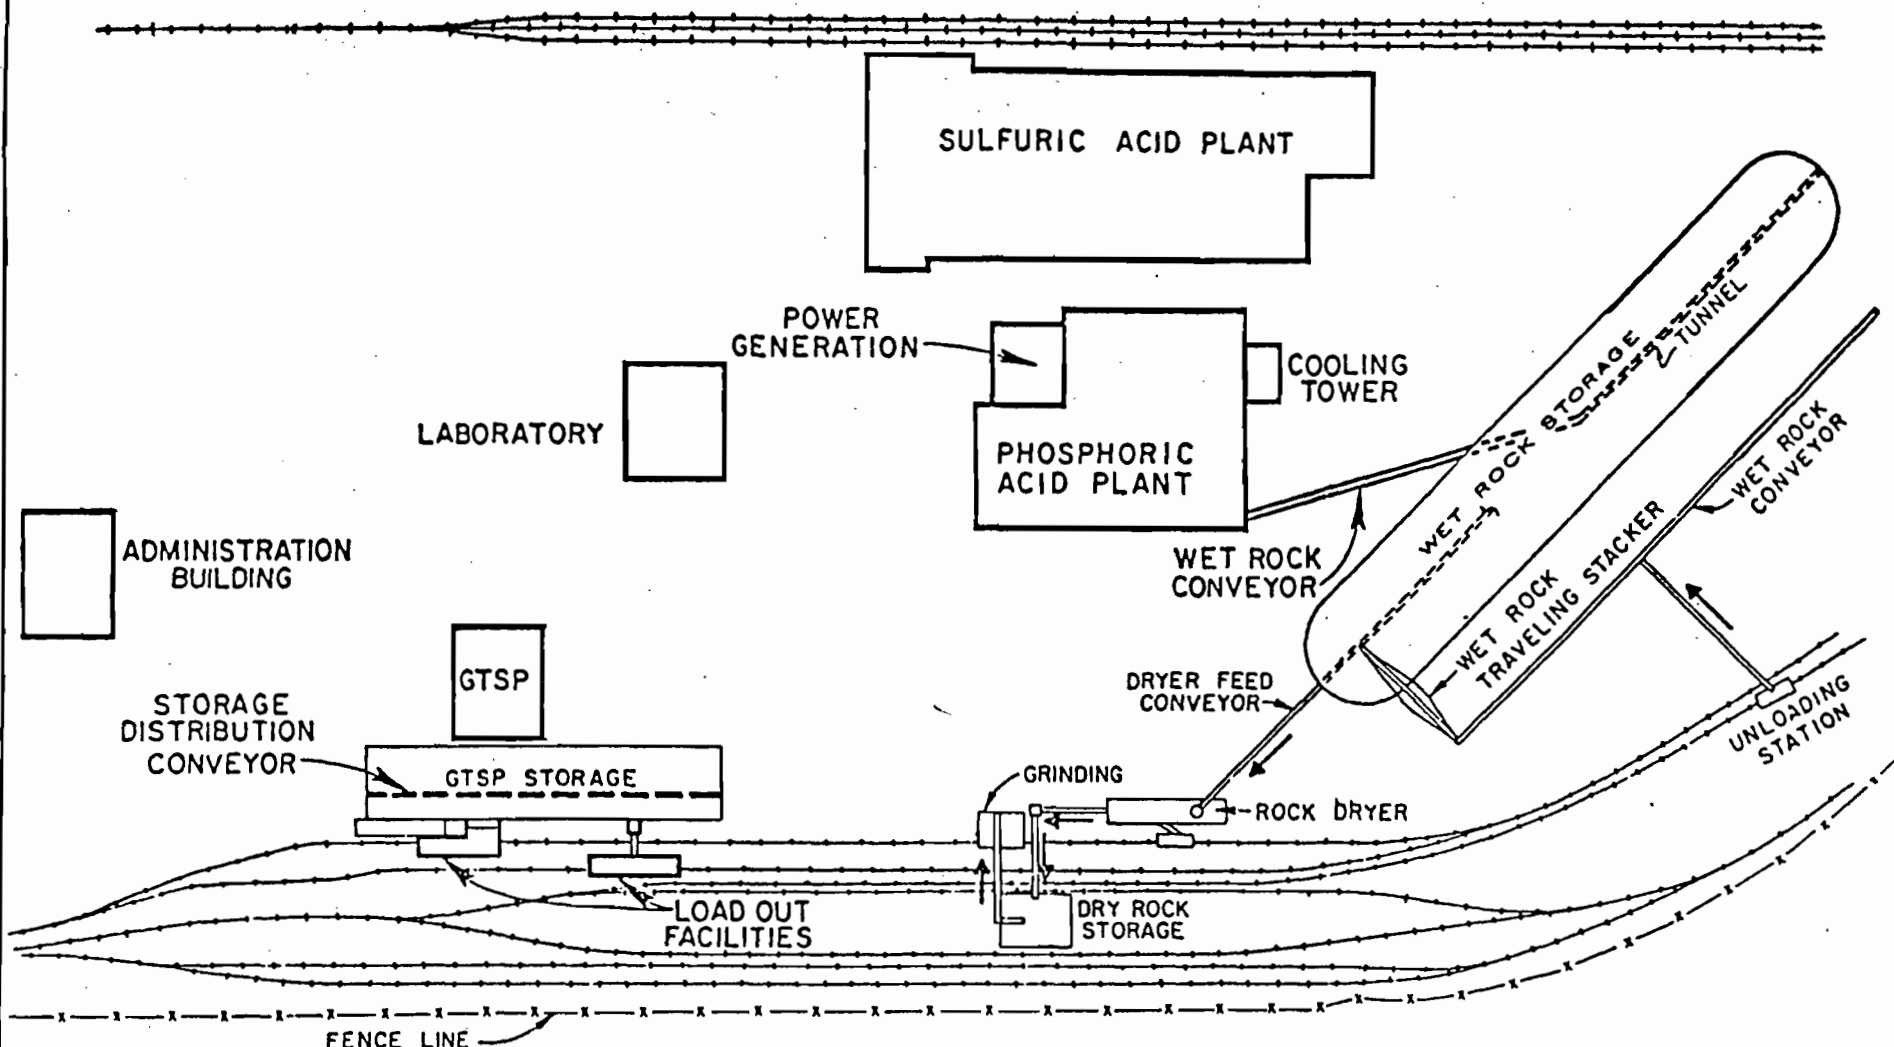 SULFURIC ACID PLANT
POWER
GENERATION
COOLING
TOWER
LABORATORY
PHOSPHORIC
ACID PLANT
WET ROCK STORAGE
TUNNEL
WET ROCK
CONVEYOR
WET ROCK
CONVEYOR
WET ROCK
TRAVELING STACKER
ADMINISTRATION
BUILDING
GTSP
STORAGE
DISTRIBUTION
CONVEYOR
GTSP STORAGE
DRYER FEED
CONVEYOR
UNLOADING
STATION
GRINDING
ROCK DRYER
LOAD OUT
FACILITIES
DRY ROCK
STORAGE
FENCE LINE